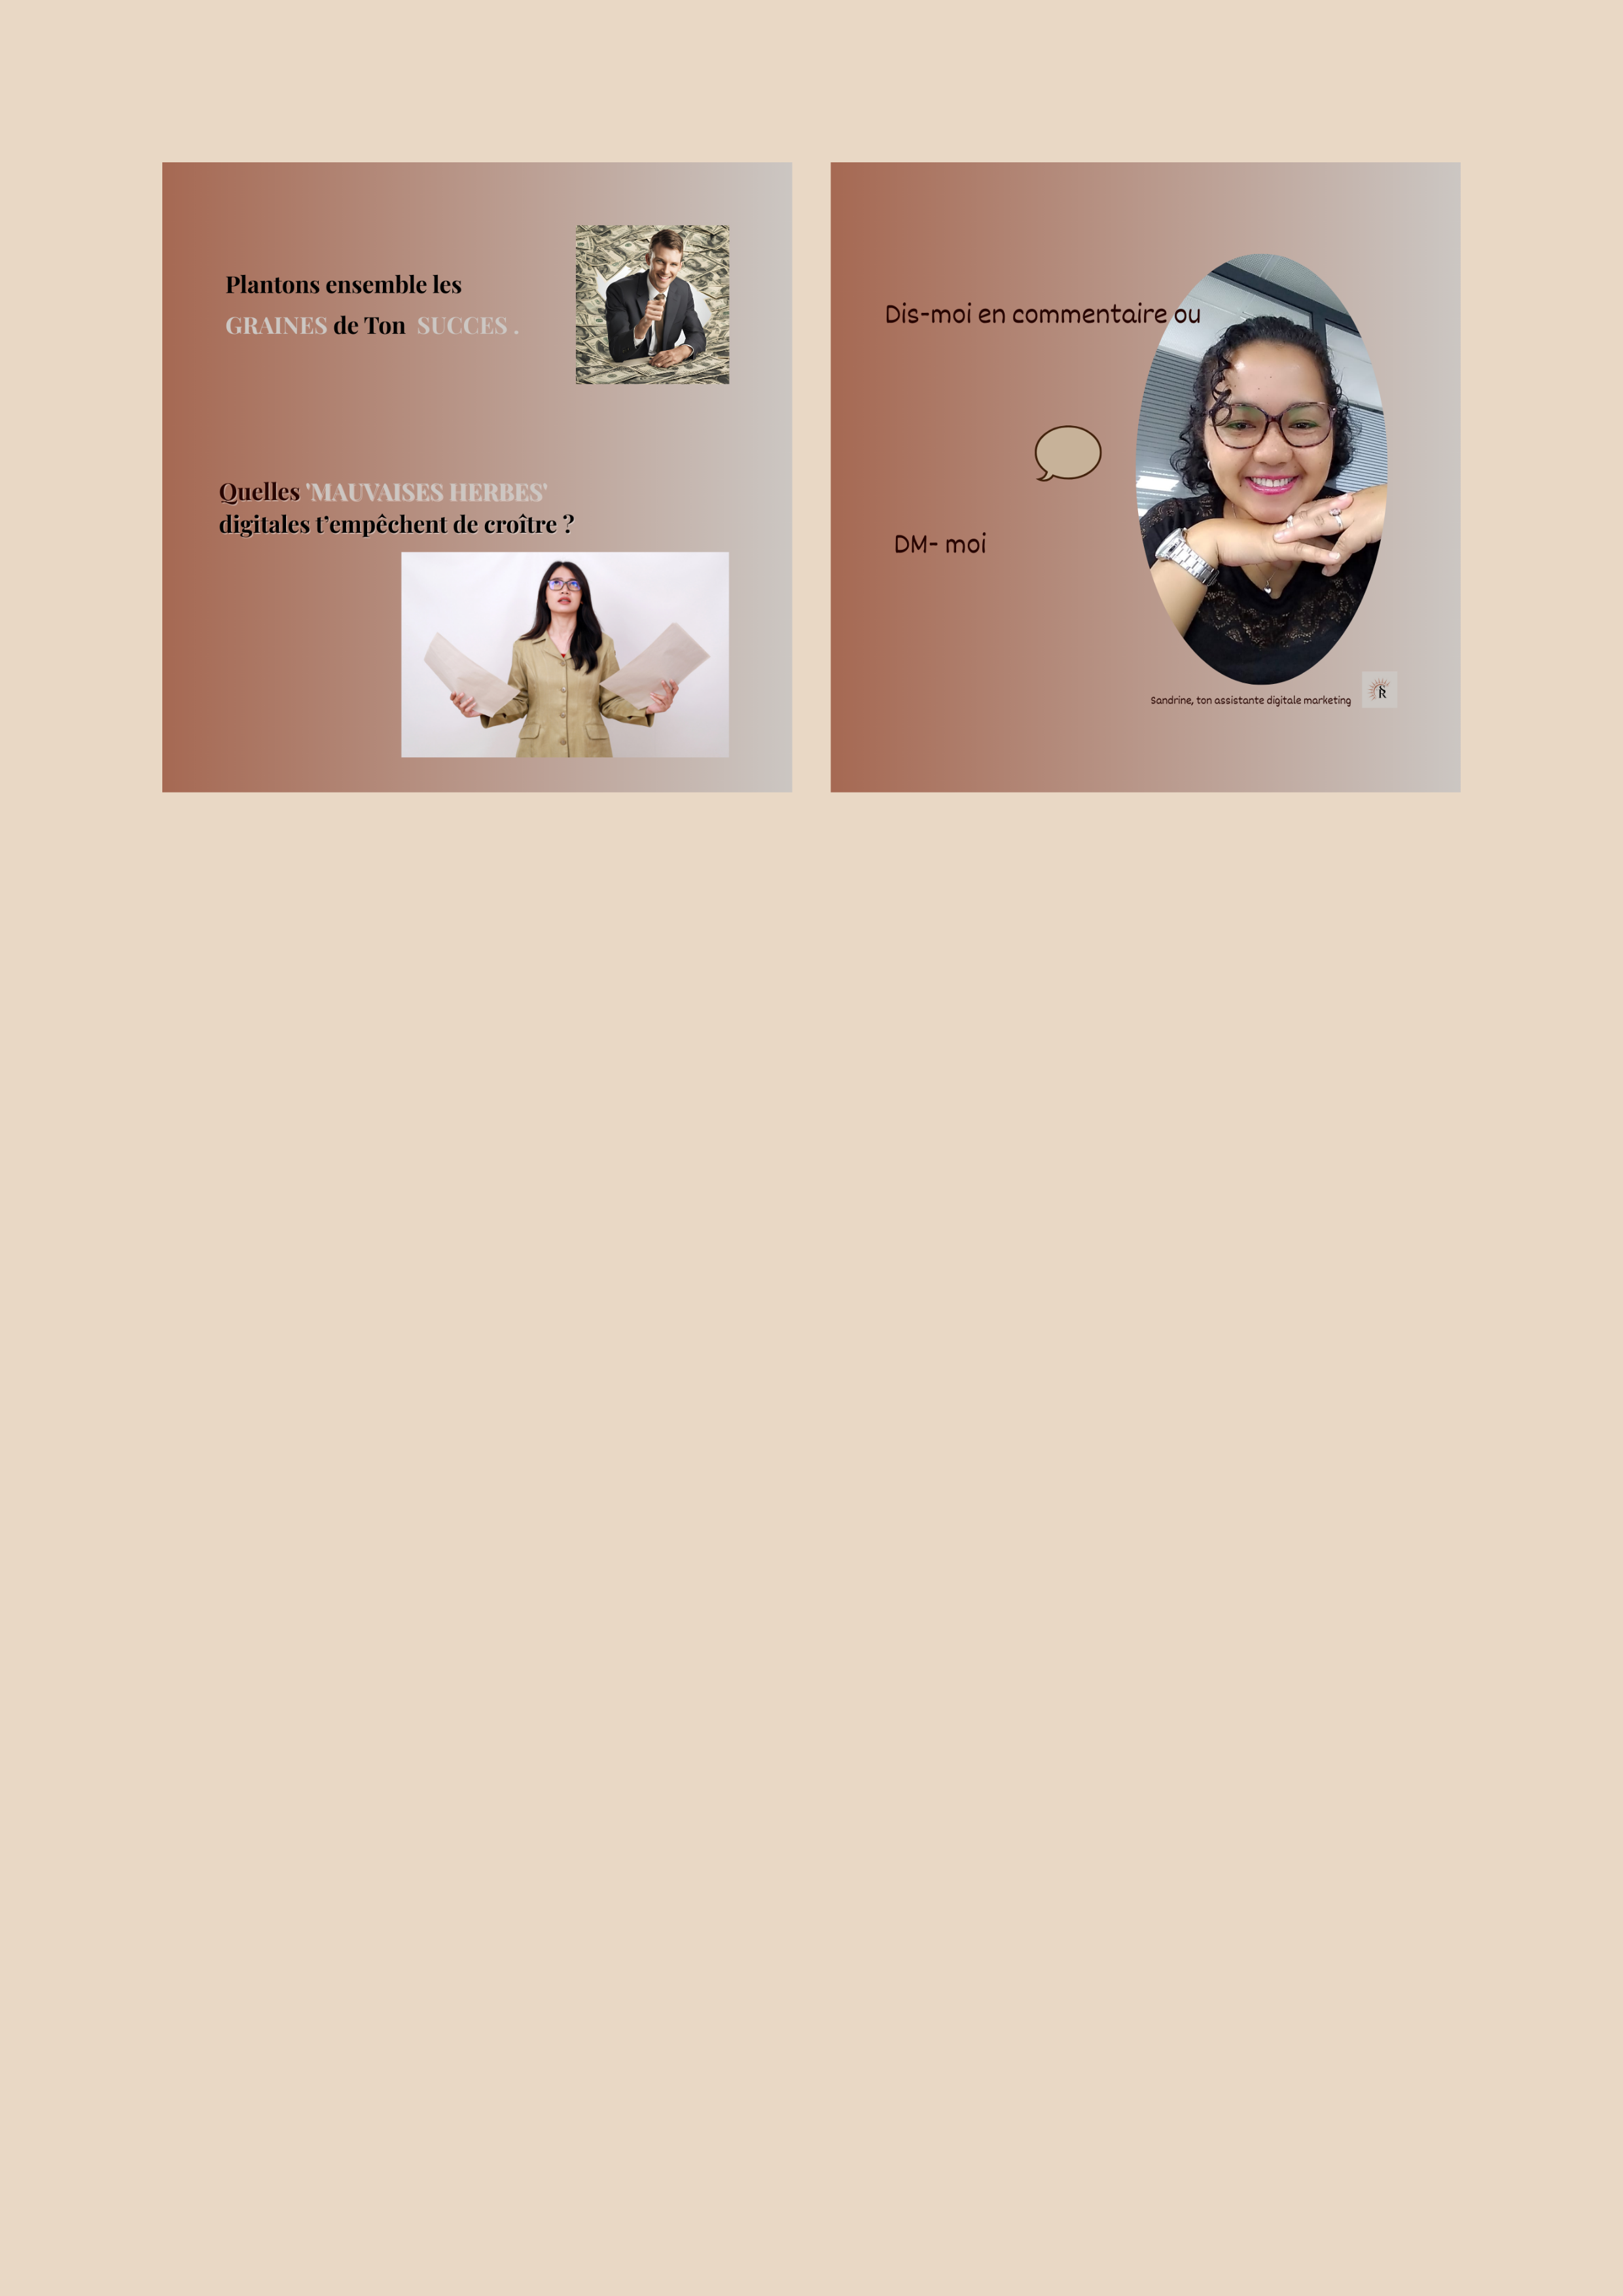 Plantons ensemble les
GRAINES de Ton SUCCES .
Quelles 'MAUVAISES HERBES'
digitales t’empêchent de croître ?
Dis-moi en commentaire ou
DM- moi
Sandrine, ton assistante digitale marketing
R